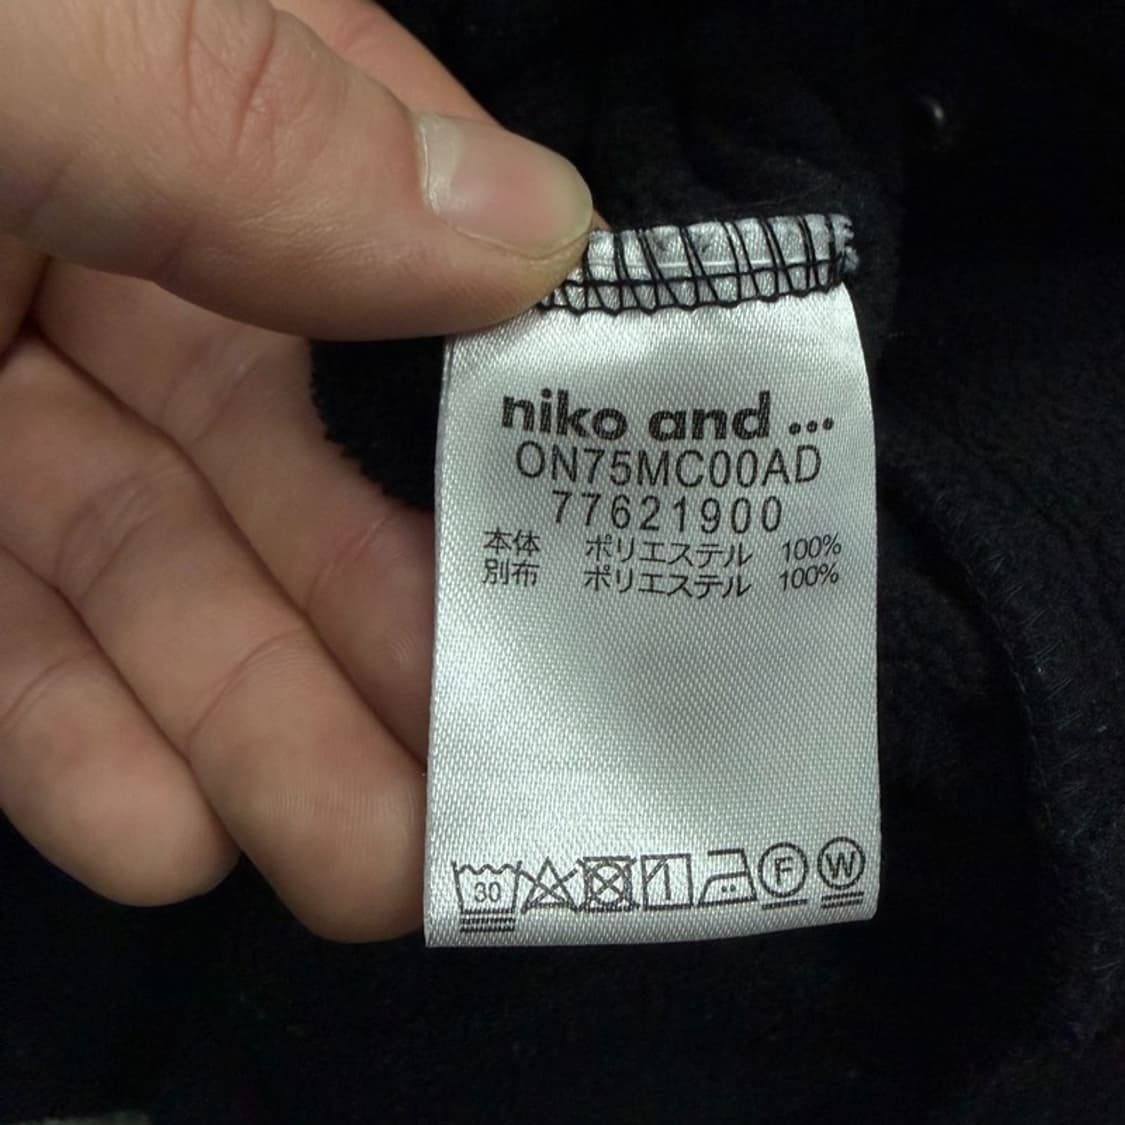 niko and ...
ON75MC00AD
77621900
本体 ポリエステル 100%
別布 ポリエステル 100%
30 F W